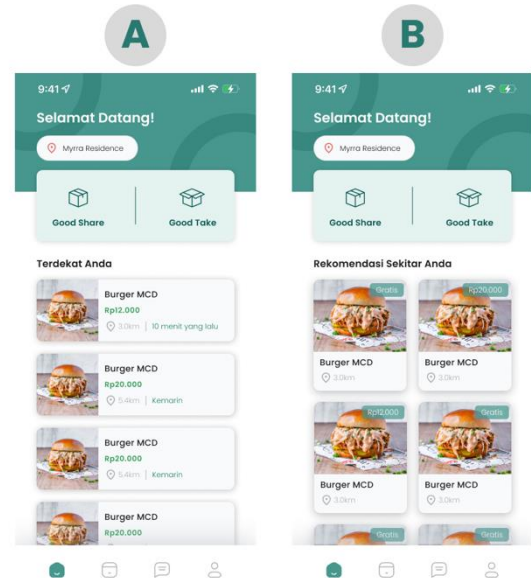 A
9:41
Selamat Datang!
Myrra Residence
Good Share
Good Take
Terdekat Anda
Burger MCD
Rp12.000
3.0km | 10 menit yang lalu
Burger MCD
Rp20.000
5.4km | Kemarin
Burger MCD
Rp20.000
5.4km | Kemarin
Burger MCD
Rp20.000
B
9:41
Selamat Datang!
Myrra Residence
Good Share
Good Take
Rekomendasi Sekitar Anda
Gratis
Rp20.000
Burger MCD
Burger MCD
3.0km
3.0km
Rp12.000
Gratis
Burger MCD
Burger MCD
3.0km
3.0km
Gratis
Gratis